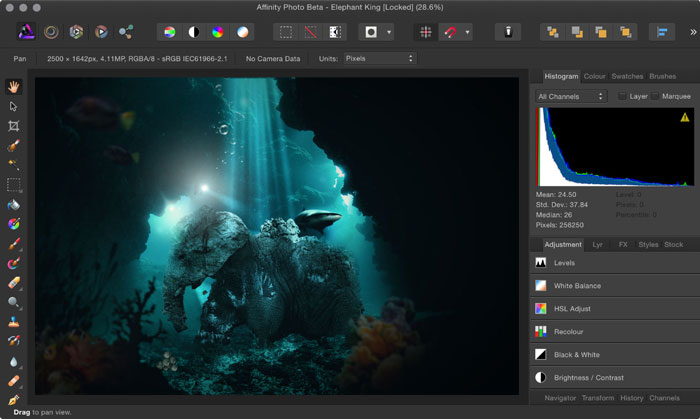 Affinity Photo Beta - Elephant King [Locked] (28.6%)
Pan 2500 × 1642px, 4.11MP, RGBA/8 - sRGB IEC61966-2.1 No Camera Data Units: Pixels
Histogram Colour Swatches Brushes
All Channels Layer Marquee
Mean: 24.50 Level: 0
Std. Dev.: 37.84 Pixels: 0
Median: 26 Percentile: 0
Pixels: 256250
Adjustment Lyr FX Styles Stock
Levels
White Balance
HSL Adjust
Recolour
Black & White
Brightness / Contrast
Navigator Transform History Channels
Drag to pan view.